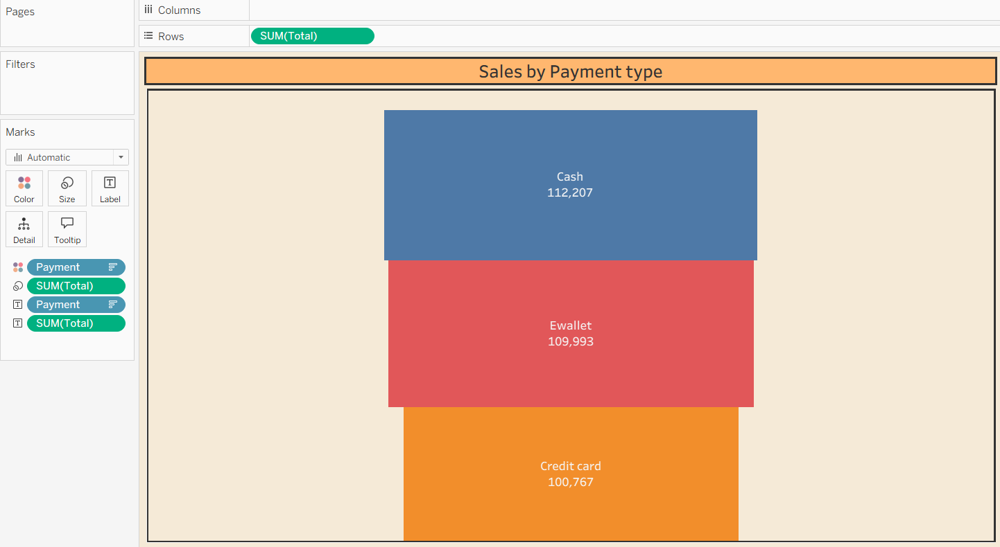 Pages
Columns
Rows
SUM(Total)
Filters
Marks
Automatic
Color
Size
Label
Detail
Tooltip
Payment
SUM(Total)
Payment
SUM(Total)
Sales by Payment type
Cash
112,207
Ewallet
109,993
Credit card
100,767